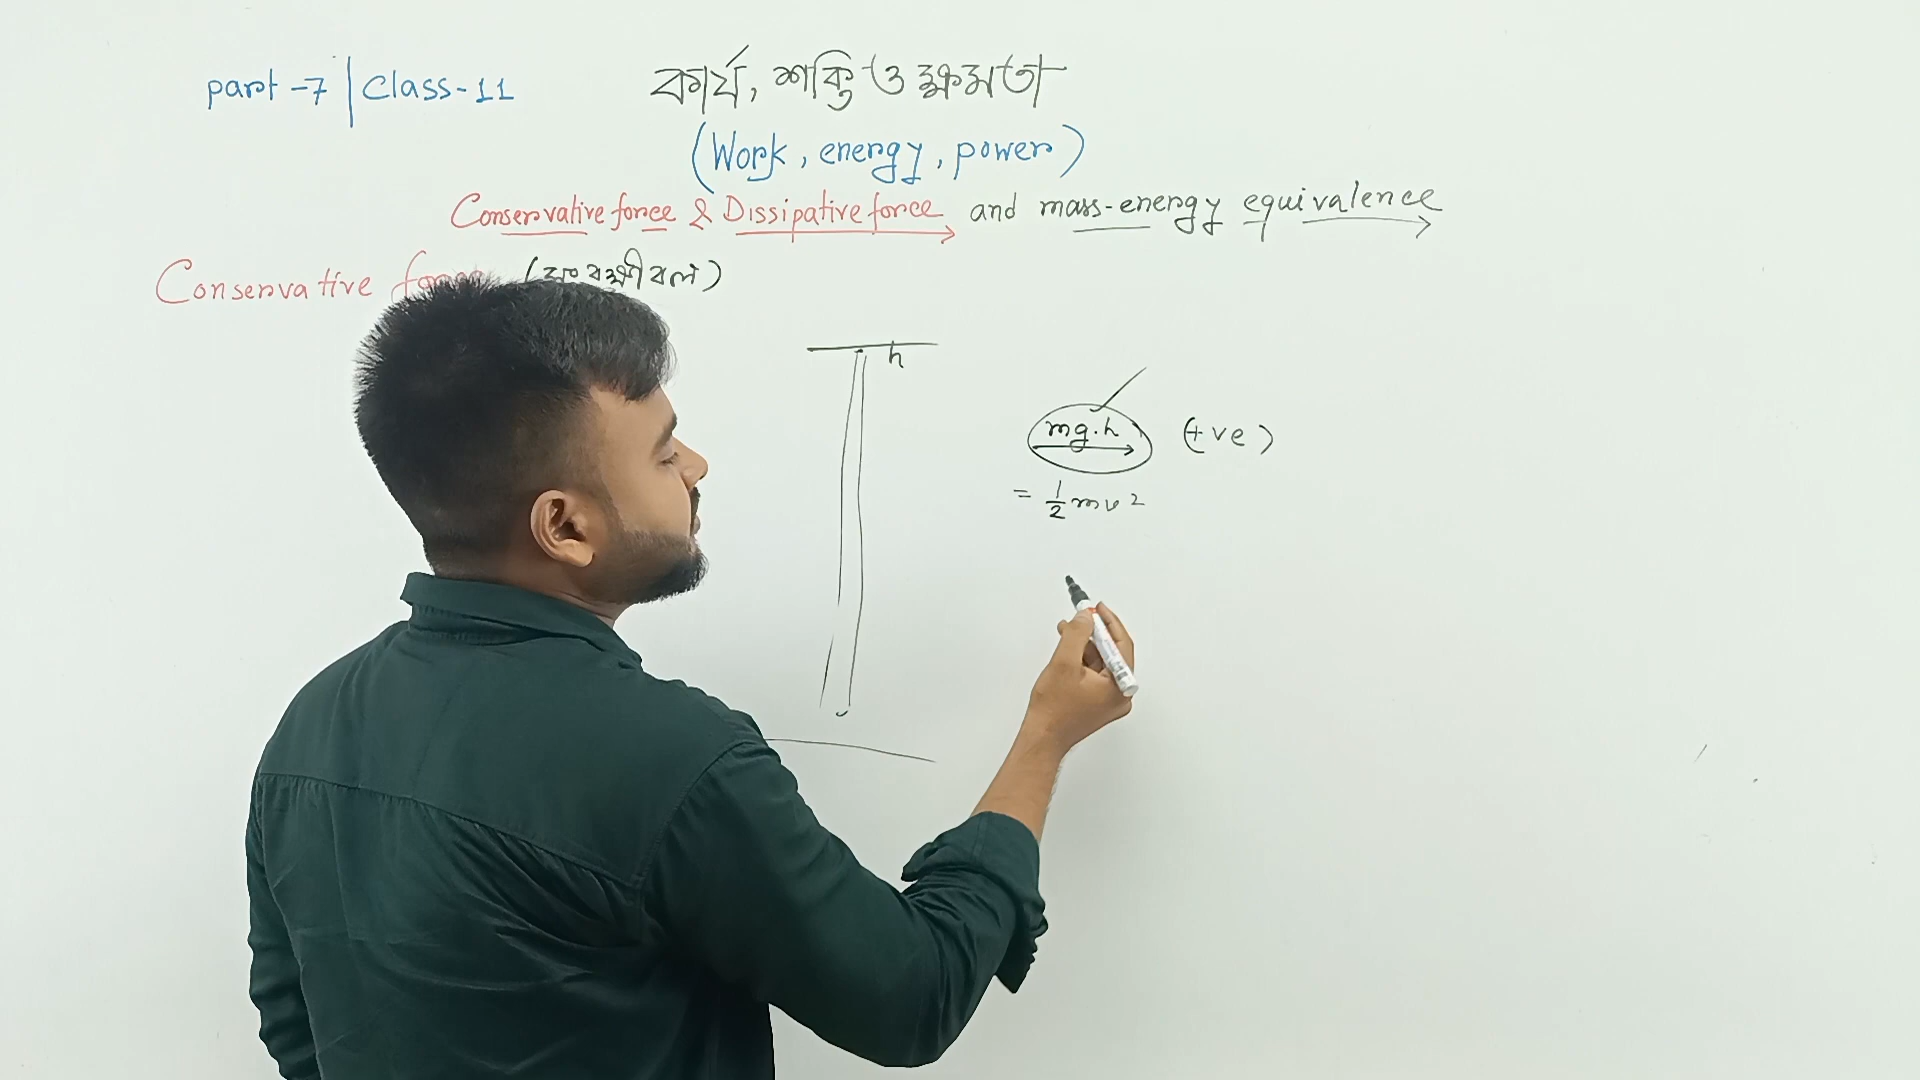 part-7 | Class-11
কার্য, শক্তি ও ক্ষমতা
(Work, energy, power)
Conservative force & Dissipative force and mass-energy equivalence
Conservative force (সংরক্ষী বল)
h
mg.h (+ve)
= 1/2 mv²